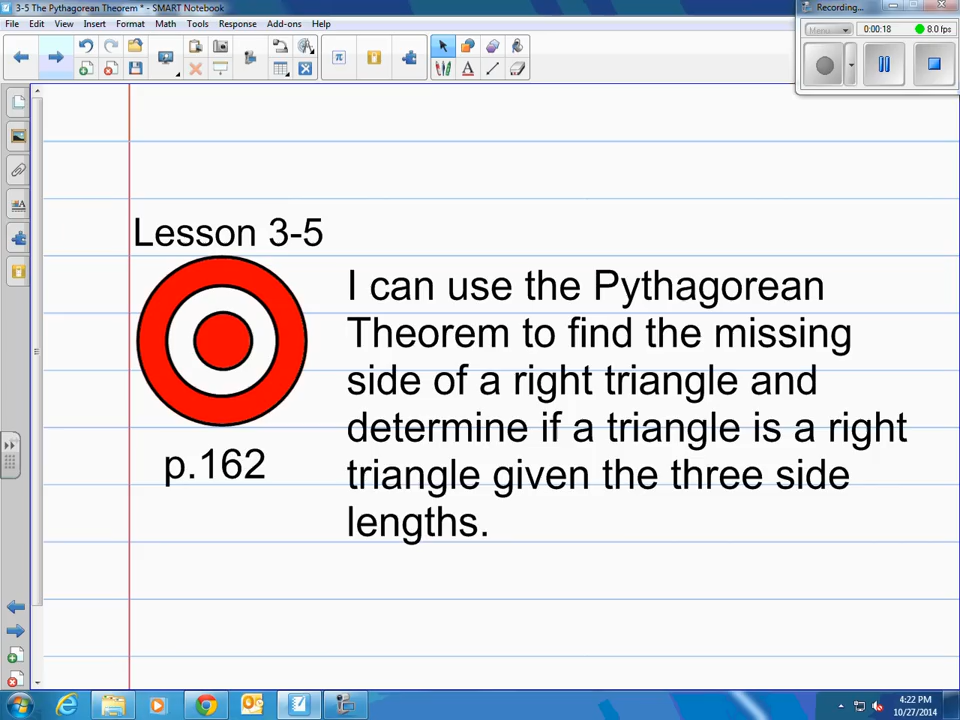 3-5 The Pythagorean Theorem * - SMART Notebook
Recording...
File Edit View Insert Format Math Tools Response Add-ons Help
Menu 0:00:18 8.0 fps
Lesson 3-5
I can use the Pythagorean
Theorem to find the missing
side of a right triangle and
determine if a triangle is a right
triangle given the three side
lengths.
p.162
4:22 PM
10/27/2014